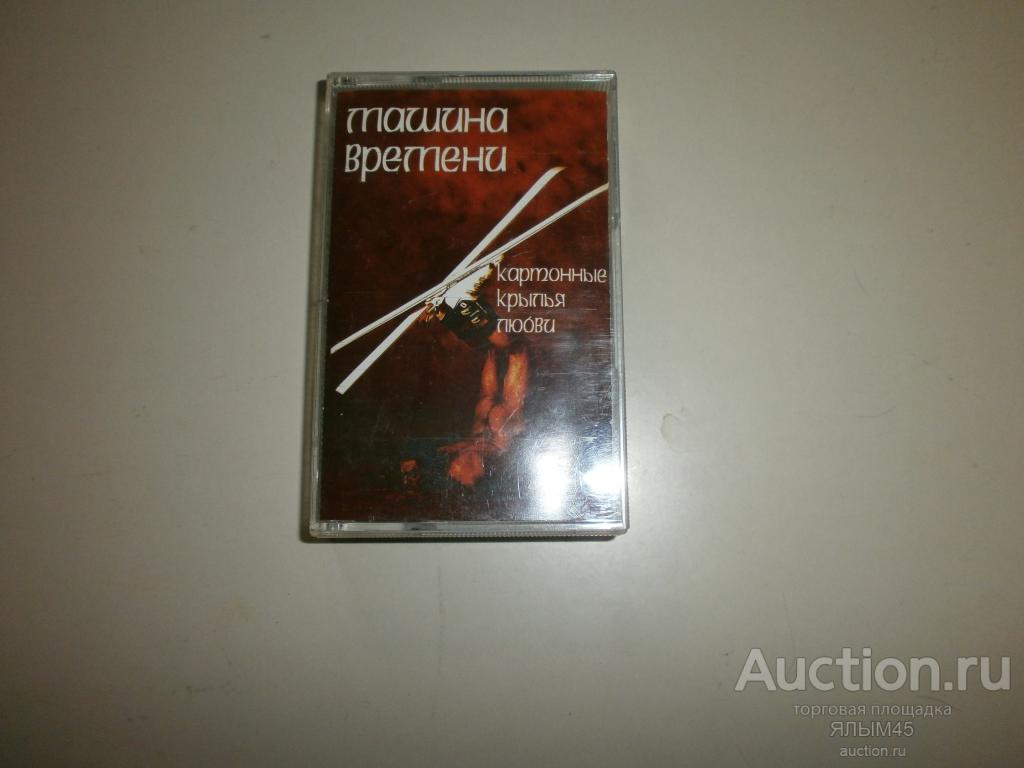 машина
времени
картонные
крылья
любви
Auction.ru
торговая площадка
ЯЛЫМ45
auction.ru